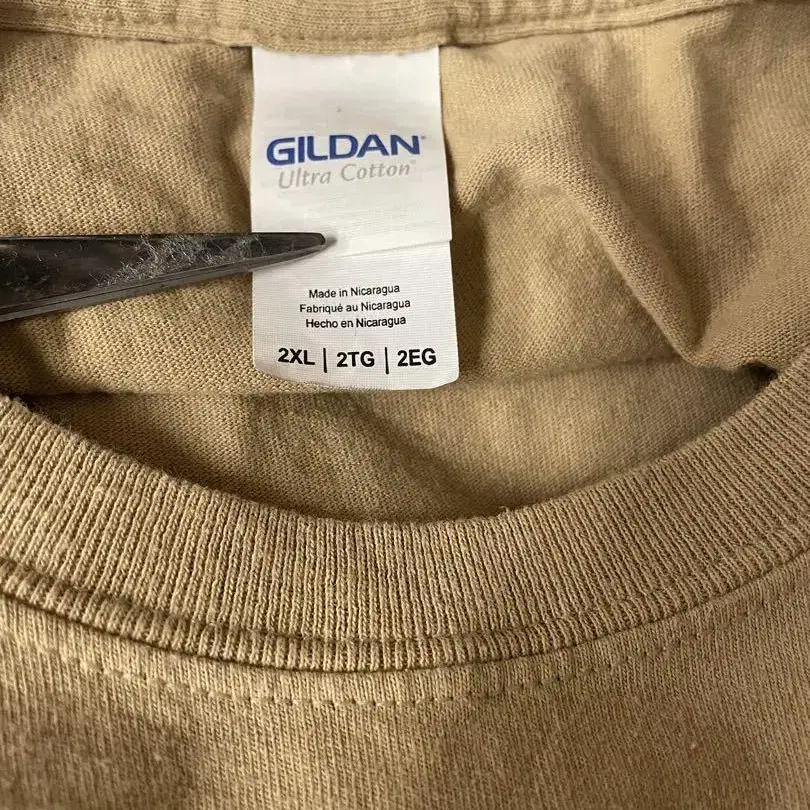 GILDAN®
Ultra Cotton®
Made in Nicaragua
Fabriqué au Nicaragua
Hecho en Nicaragua
2XL | 2TG | 2EG